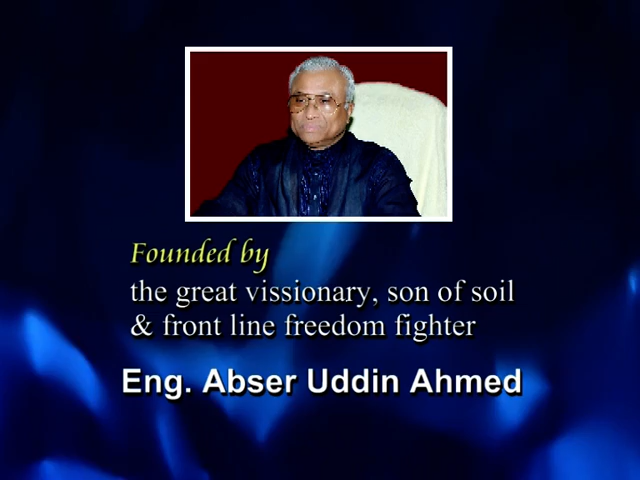 Founded by
the great vissionary, son of soil
& front line freedom fighter
Eng. Abser Uddin Ahmed